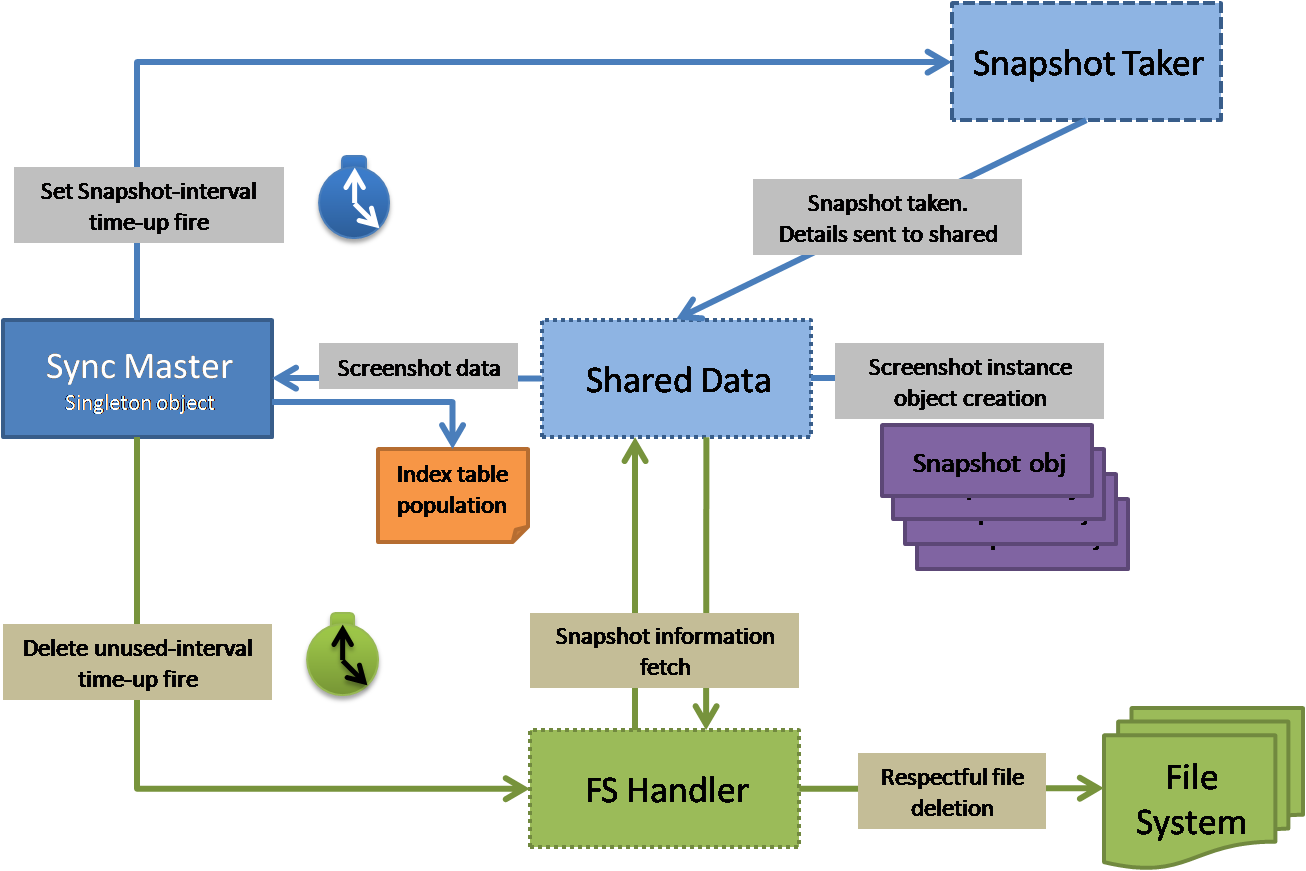 Snapshot Taker
Set Snapshot-interval
time-up fire
Snapshot taken.
Details sent to shared
Sync Master
Singleton object
Screenshot data
Shared Data
Screenshot instance
object creation
Index table
population
Snapshot obj
Delete unused-interval
time-up fire
Snapshot information
fetch
FS Handler
Respectful file
deletion
File
System